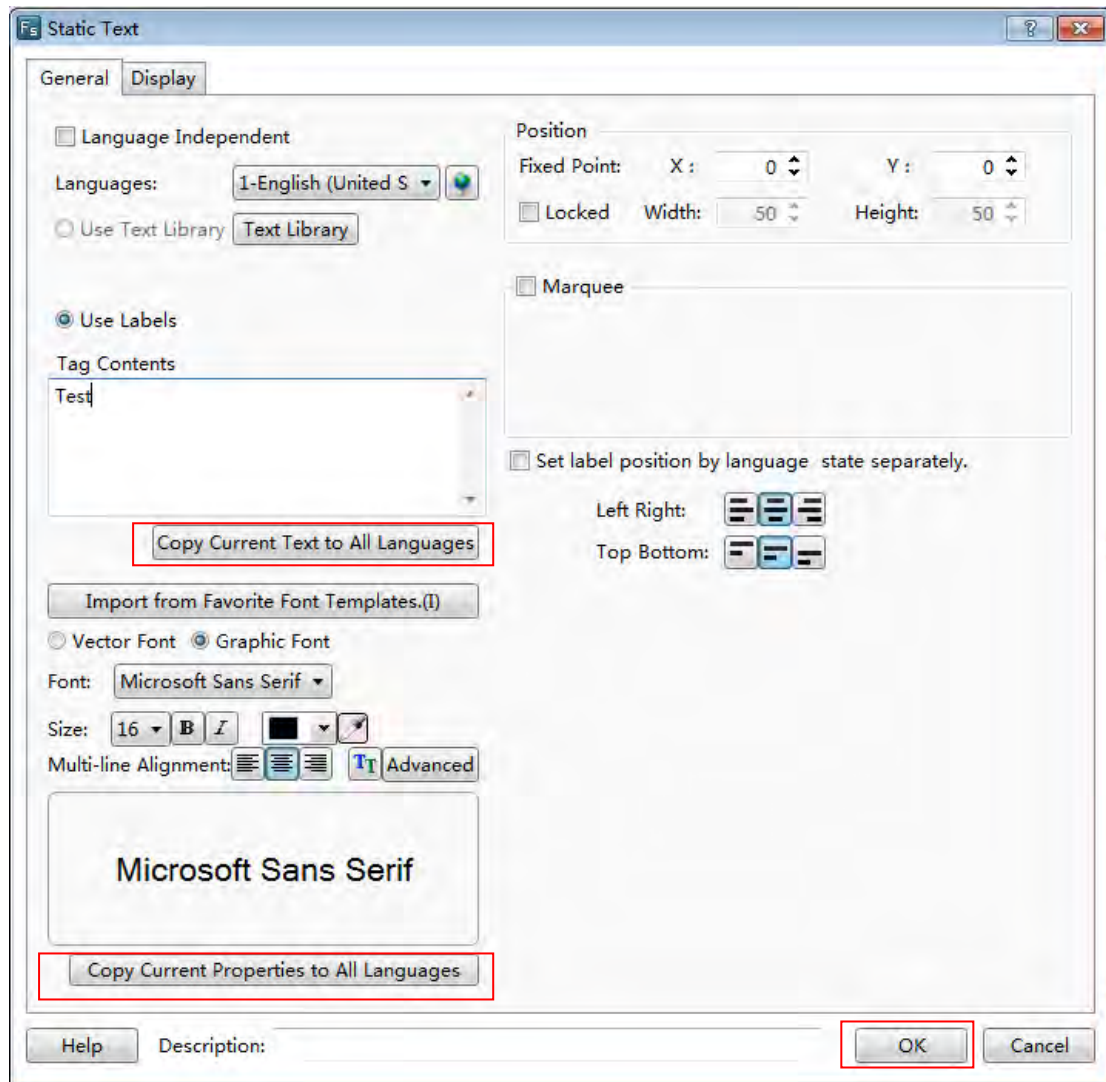 Fs Static Text
General Display
Language Independent
Languages: 1-English (United S
Use Text Library Text Library
Use Labels
Tag Contents
Test
Copy Current Text to All Languages
Import from Favorite Font Templates.(I)
Vector Font Graphic Font
Font: Microsoft Sans Serif
Size: 16 B I
Multi-line Alignment: TT Advanced
Microsoft Sans Serif
Copy Current Properties to All Languages
Position
Fixed Point: X : 0 Y : 0
Locked Width: 50 Height: 50
Marquee
Set label position by language state separately.
Left Right:
Top Bottom:
Help Description: OK Cancel